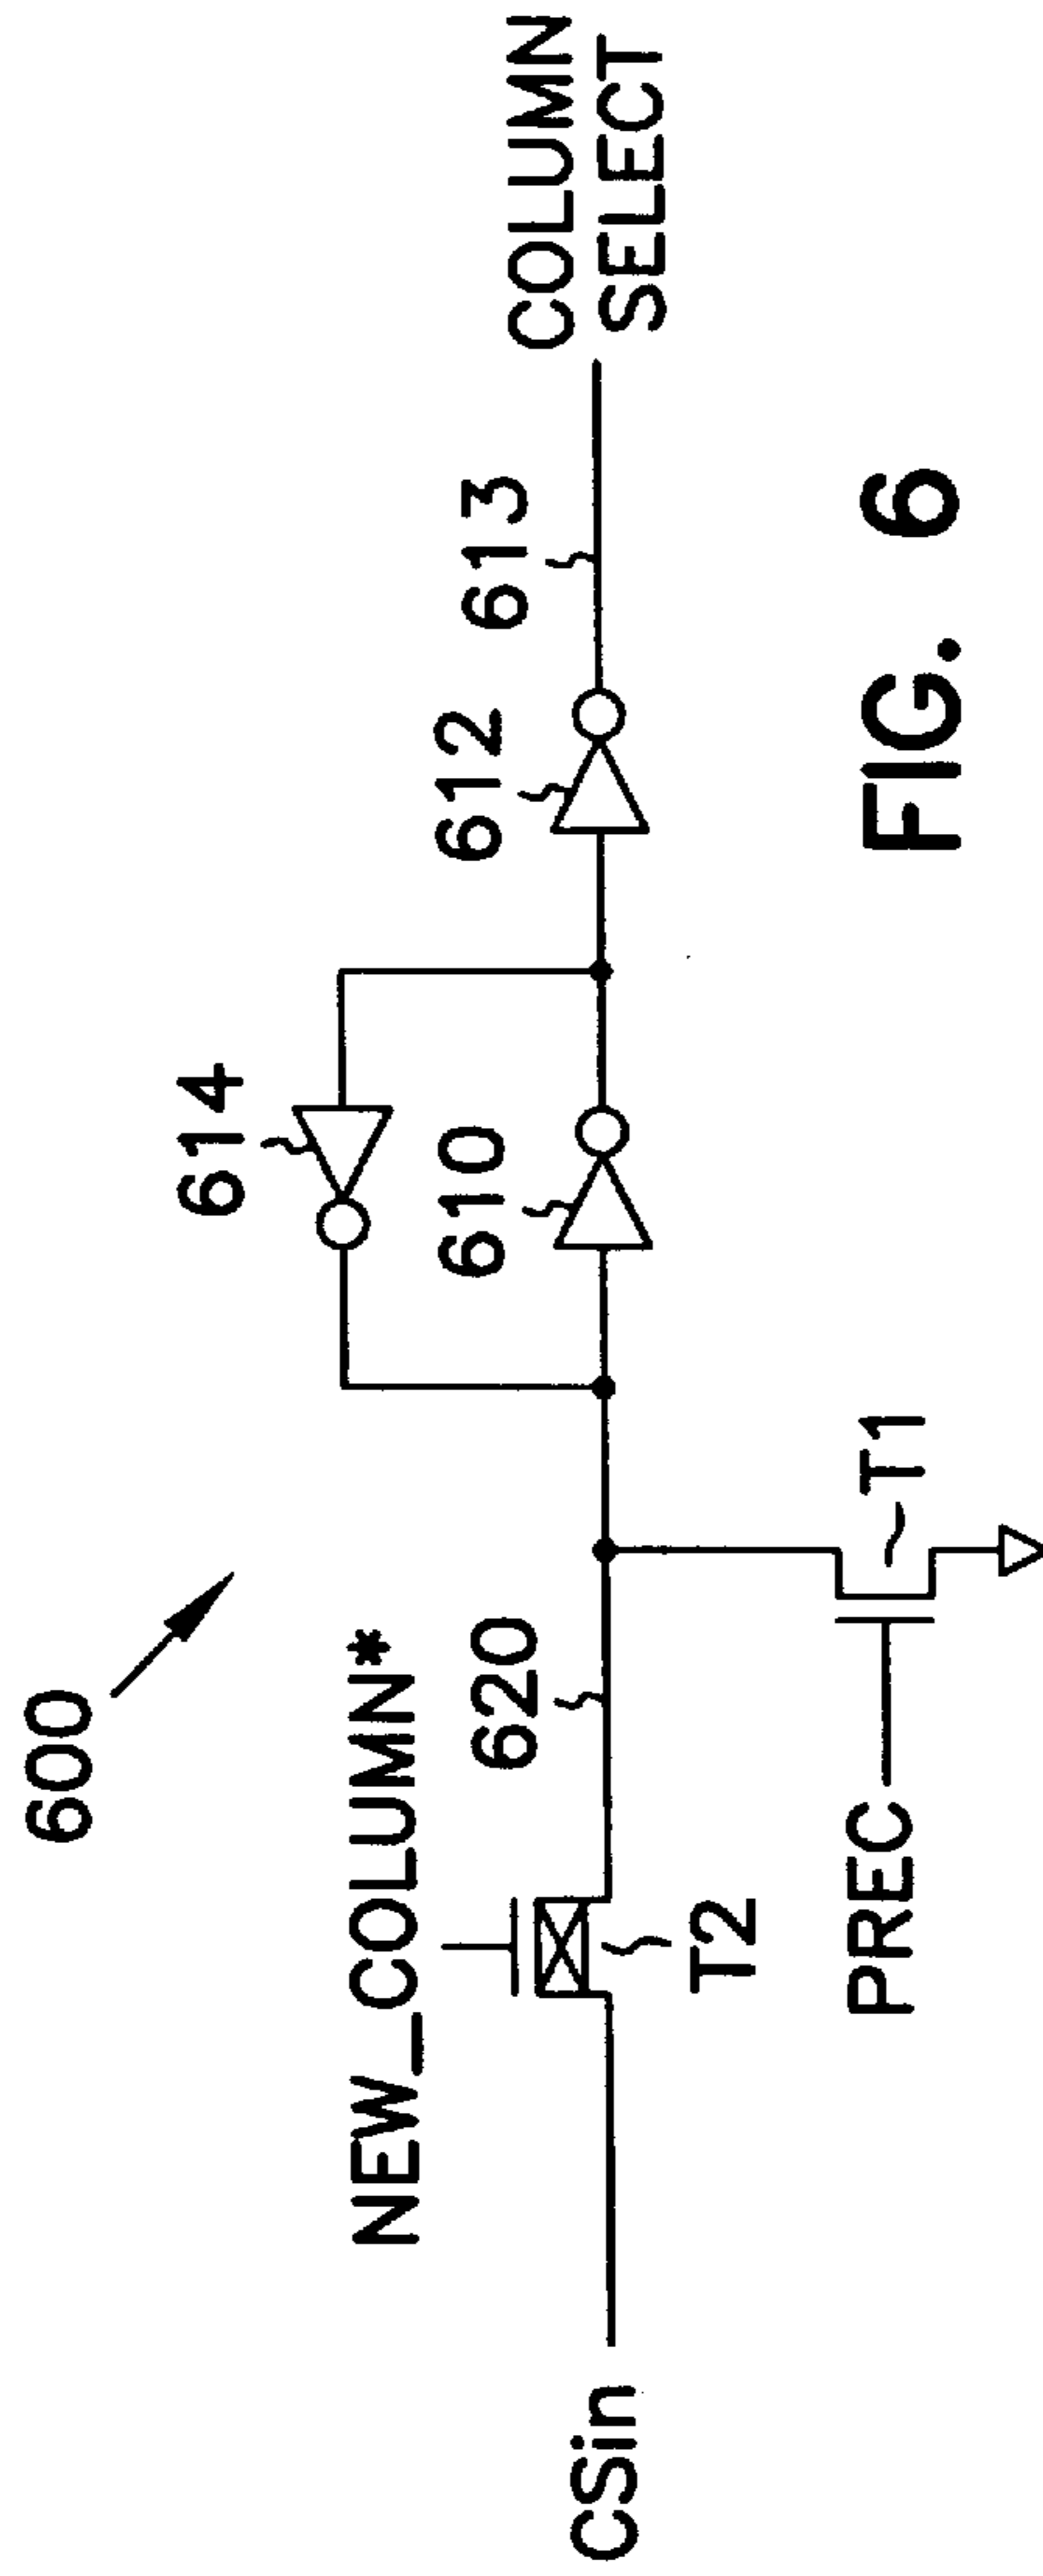 600
NEW_COLUMN*
614
620
610
612
613
COLUMN
SELECT
CSin
T2
T1
PREC
FIG. 6